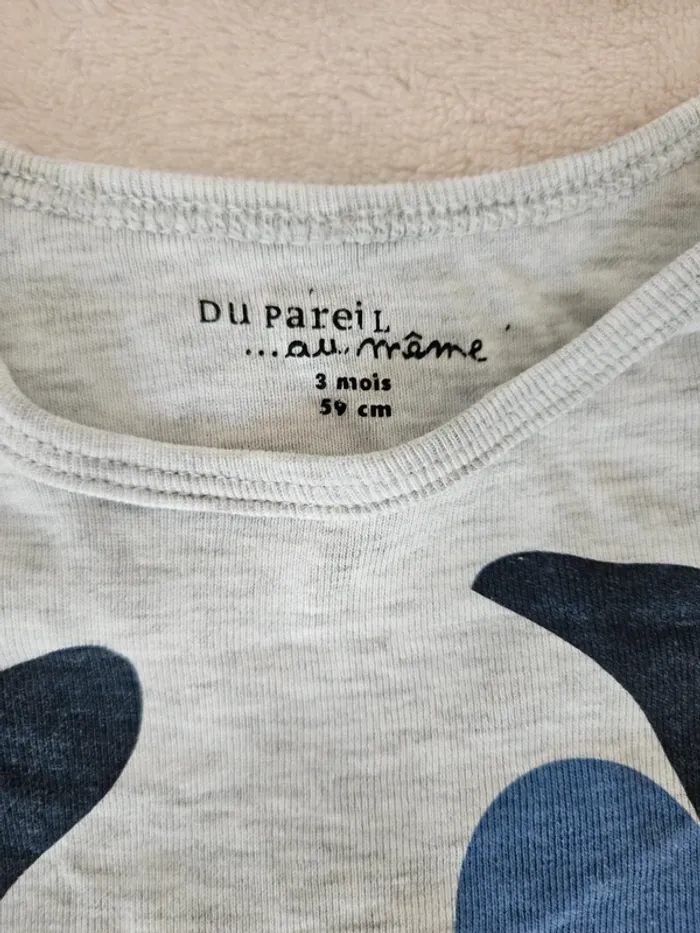 DU PareiL
...au même
3 mois
59 cm